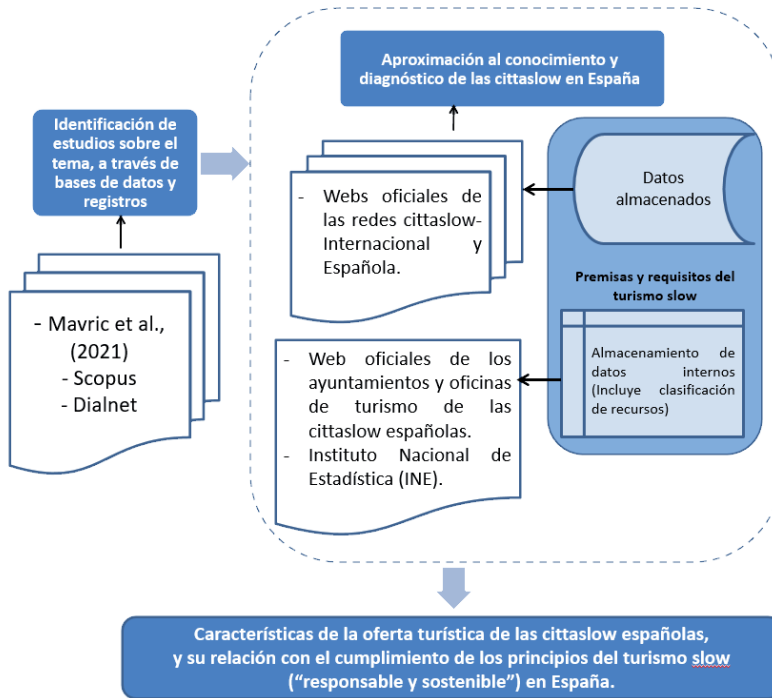 Aproximación al conocimiento y
diagnóstico de las cittaslow en España
Identificación de
estudios sobre el
tema, a través de
bases de datos y
registros
- Mavric et al.,
(2021)
- Scopus
- Dialnet
- Webs oficiales de
las redes cittaslow-
Internacional y
Española.
Datos
almacenados
Premisas y requisitos del
turismo slow
Almacenamiento de
datos internos
(Incluye clasificación
de recursos)
- Web oficiales de los
ayuntamientos y oficinas
de turismo de las
cittaslow españolas.
- Instituto Nacional de
Estadística (INE).
Características de la oferta turística de las cittaslow españolas,
y su relación con el cumplimiento de los principios del turismo slow
(“responsable y sostenible”) en España.